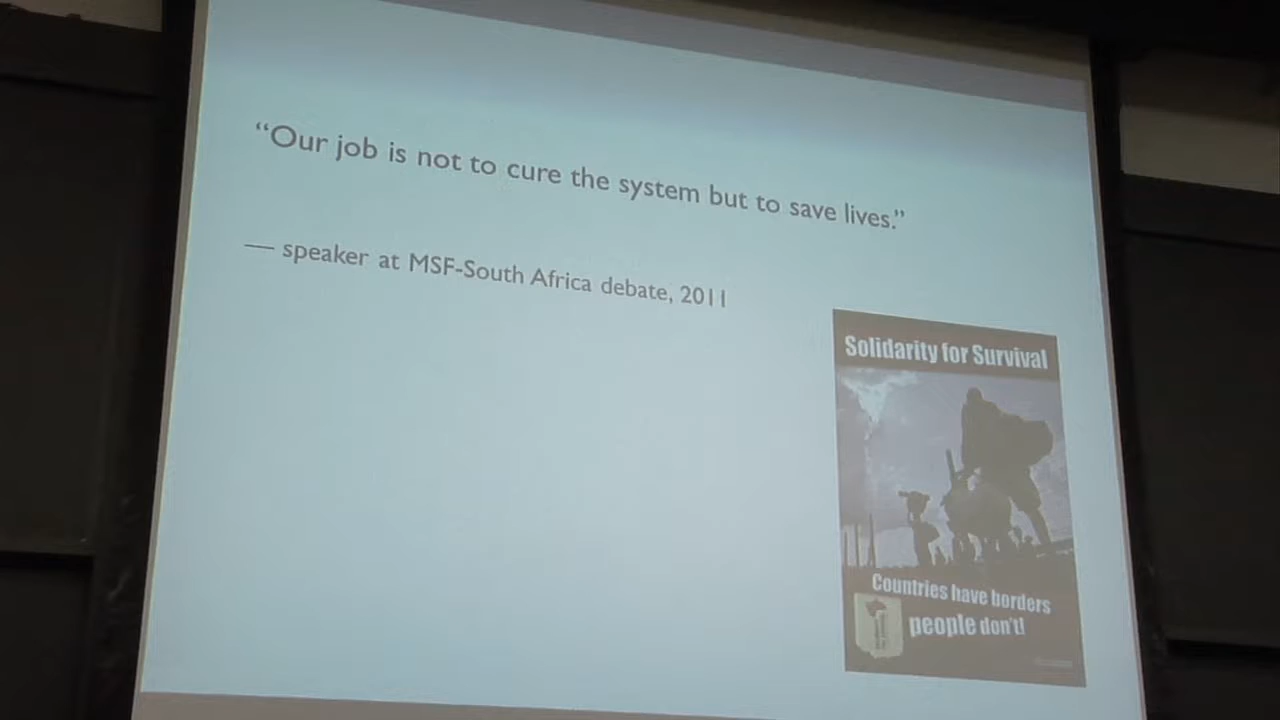 “Our job is not to cure the system but to save lives.”
— speaker at MSF-South Africa debate, 2011
Solidarity for Survival
Countries have borders
people don't!